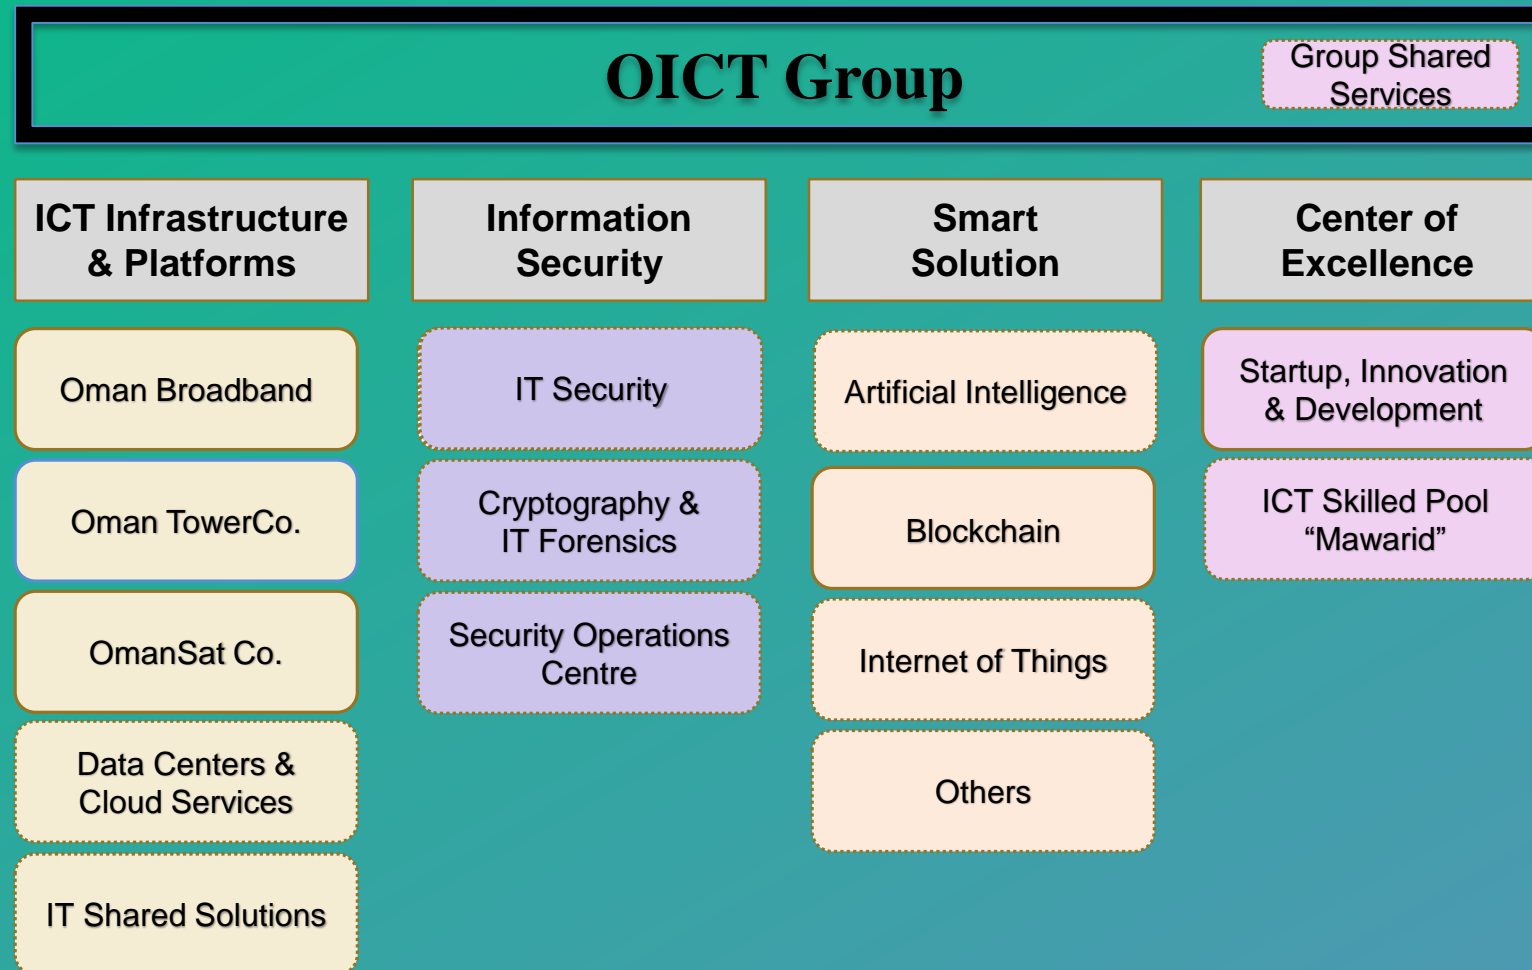 OICT Group
Group Shared
Services
ICT Infrastructure
& Platforms
Oman Broadband
Oman TowerCo.
OmanSat Co.
Data Centers &
Cloud Services
IT Shared Solutions
Information
Security
IT Security
Cryptography &
IT Forensics
Security Operations
Centre
Smart
Solution
Artificial Intelligence
Blockchain
Internet of Things
Others
Center of
Excellence
Startup, Innovation
& Development
ICT Skilled Pool
“Mawarid”